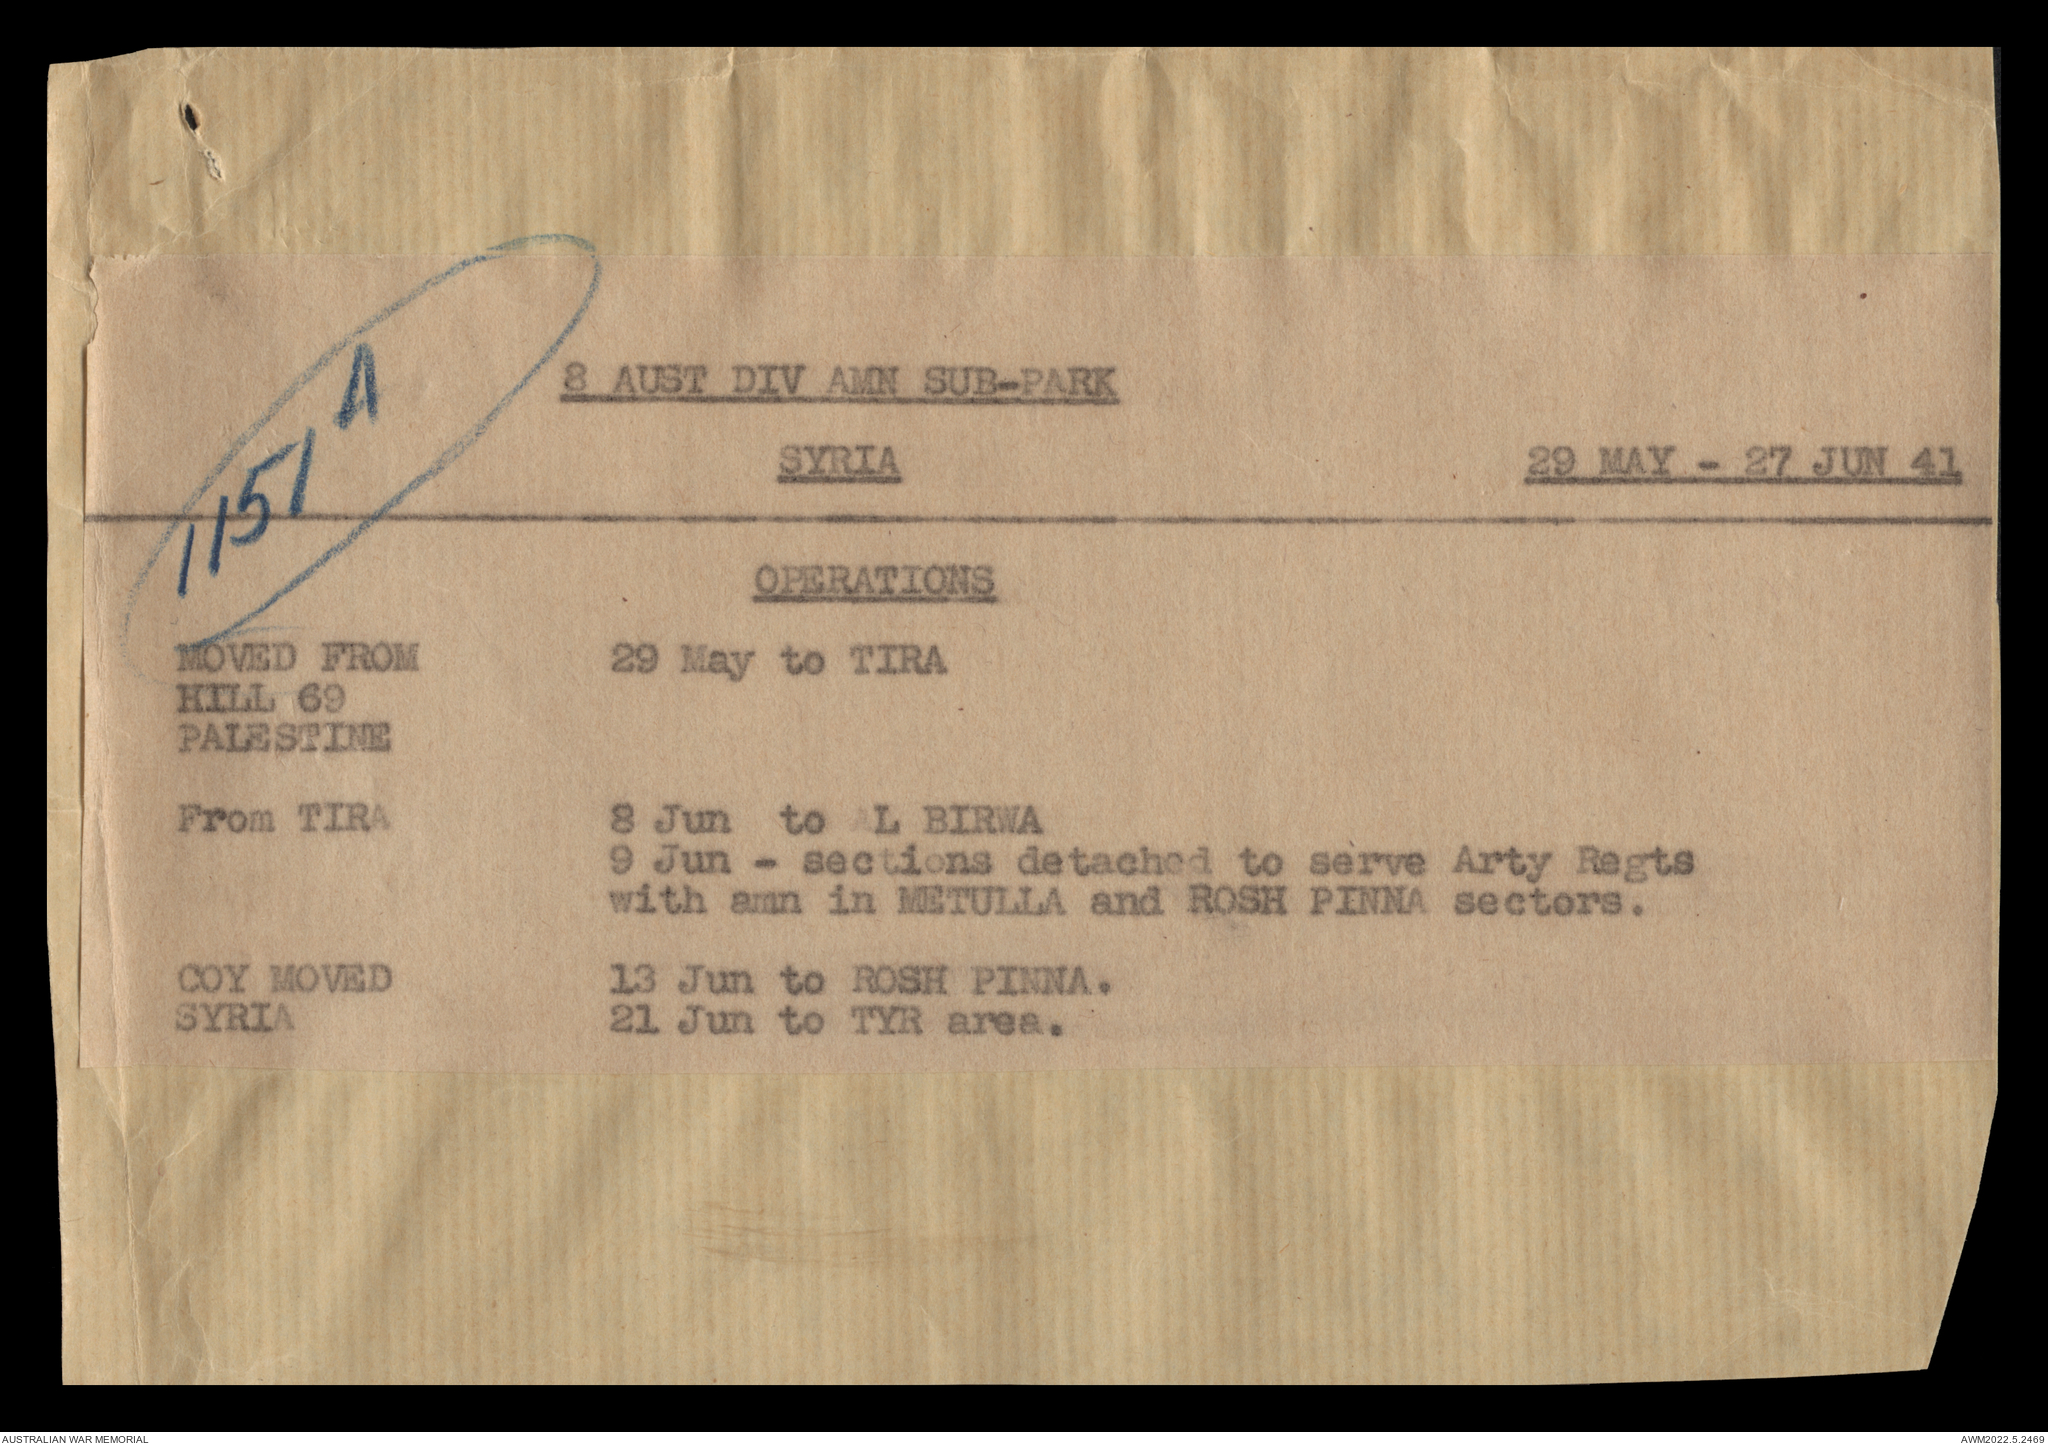 1151A
8 AUST DIV AMN SUB-PARK
SYRIA 29 MAY - 27 JUN 41
OPERATIONS
MOVED FROM 29 May to TIRA
HILL 69
PALESTINE
From TIRA 8 Jun to AL BIRWA
9 Jun - sections detached to serve Arty Regts
with amn in METULLA and ROSH PINNA sectors.
COY MOVED 13 Jun to ROSH PINNA.
SYRIA 21 Jun to TYR area.
AUSTRALIAN WAR MEMORIAL AWM2022.5.2469